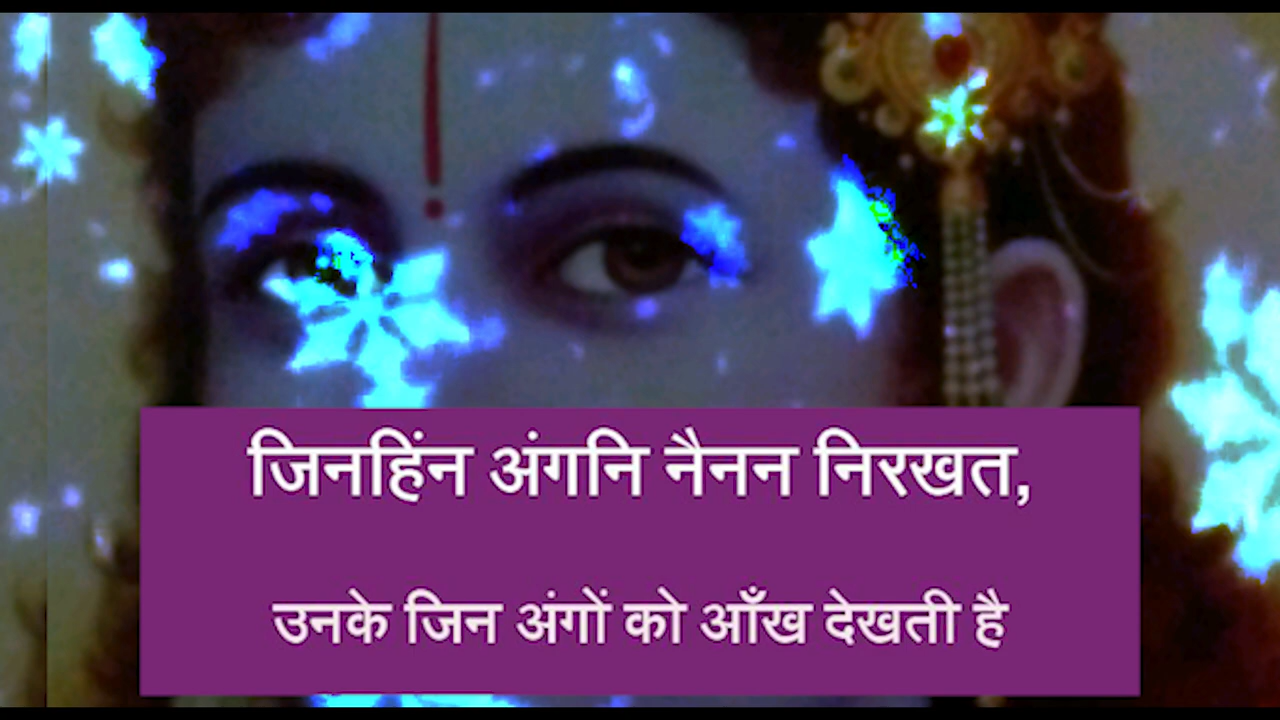 जिनहिंन अंगनि नैनन निरखत,
उनके जिन अंगों को आँख देखती है